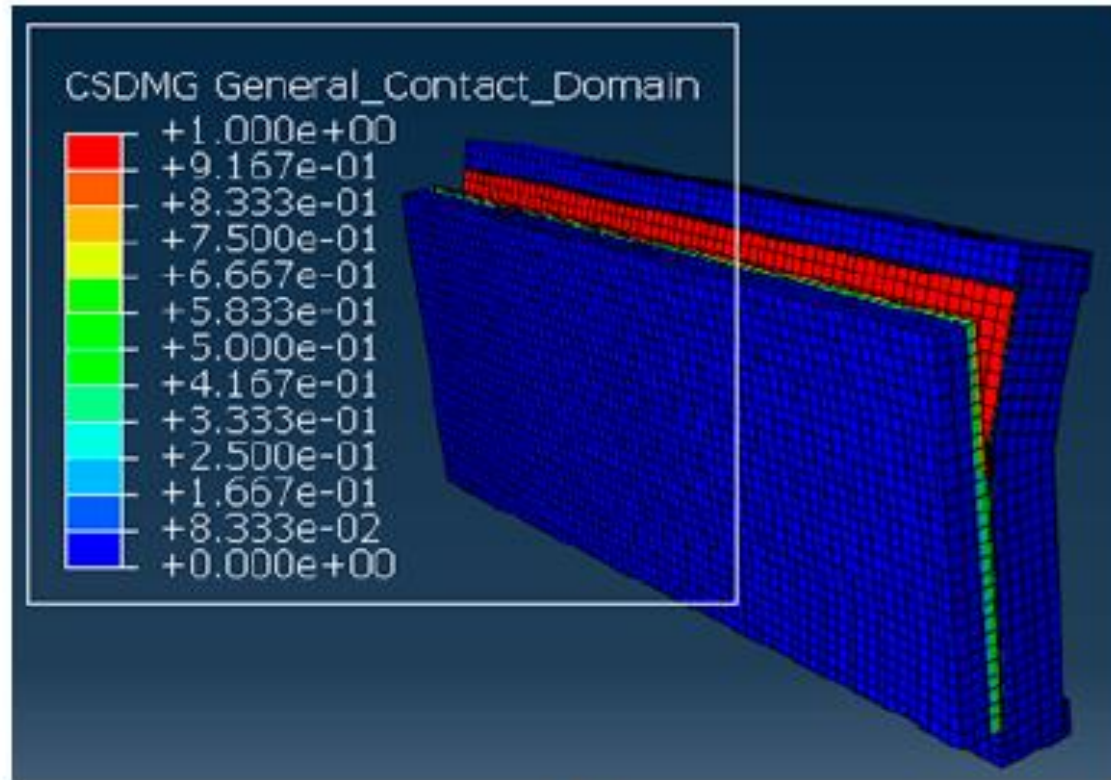 CSDMG General_Contact_Domain
+1.000e+00
+9.167e-01
+8.333e-01
+7.500e-01
+6.667e-01
+5.833e-01
+5.000e-01
+4.167e-01
+3.333e-01
+2.500e-01
+1.667e-01
+8.333e-02
+0.000e+00